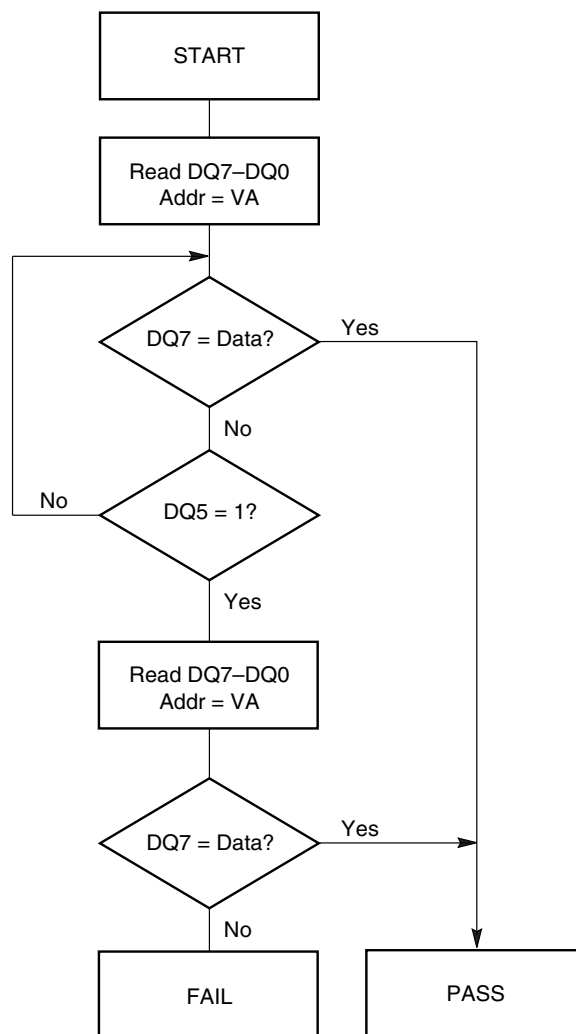 START
Read DQ7–DQ0
Addr = VA
DQ7 = Data?
Yes
No
No
DQ5 = 1?
Yes
Read DQ7–DQ0
Addr = VA
DQ7 = Data?
Yes
No
FAIL
PASS